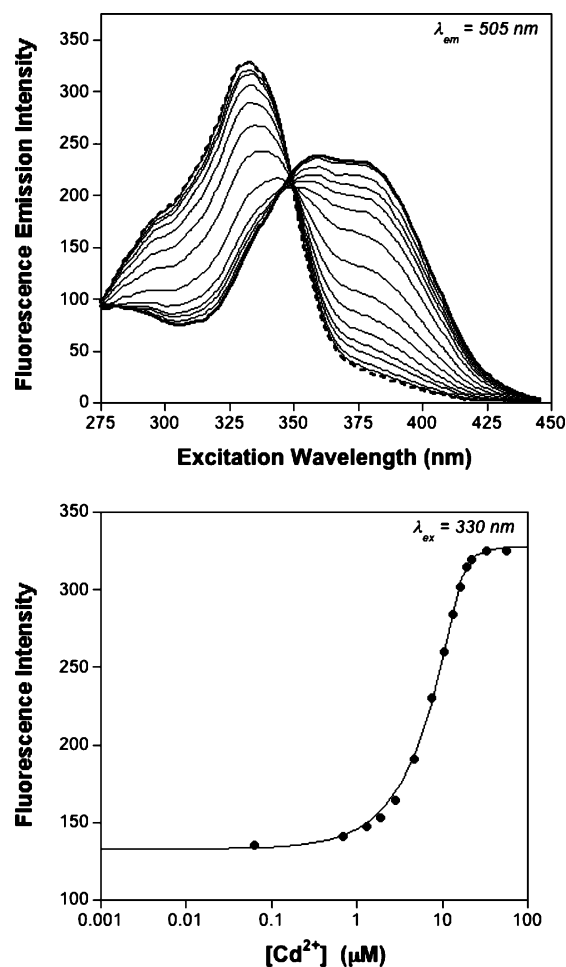 λem = 505 nm
350
300
250
200
150
100
50
0
Fluorescence Emission Intensity
275 300 325 350 375 400 425 450
Excitation Wavelength (nm)
λex = 330 nm
350
300
250
200
150
100
Fluorescence Intensity
0.001 0.01 0.1 1 10 100
[Cd²⁺] (μM)